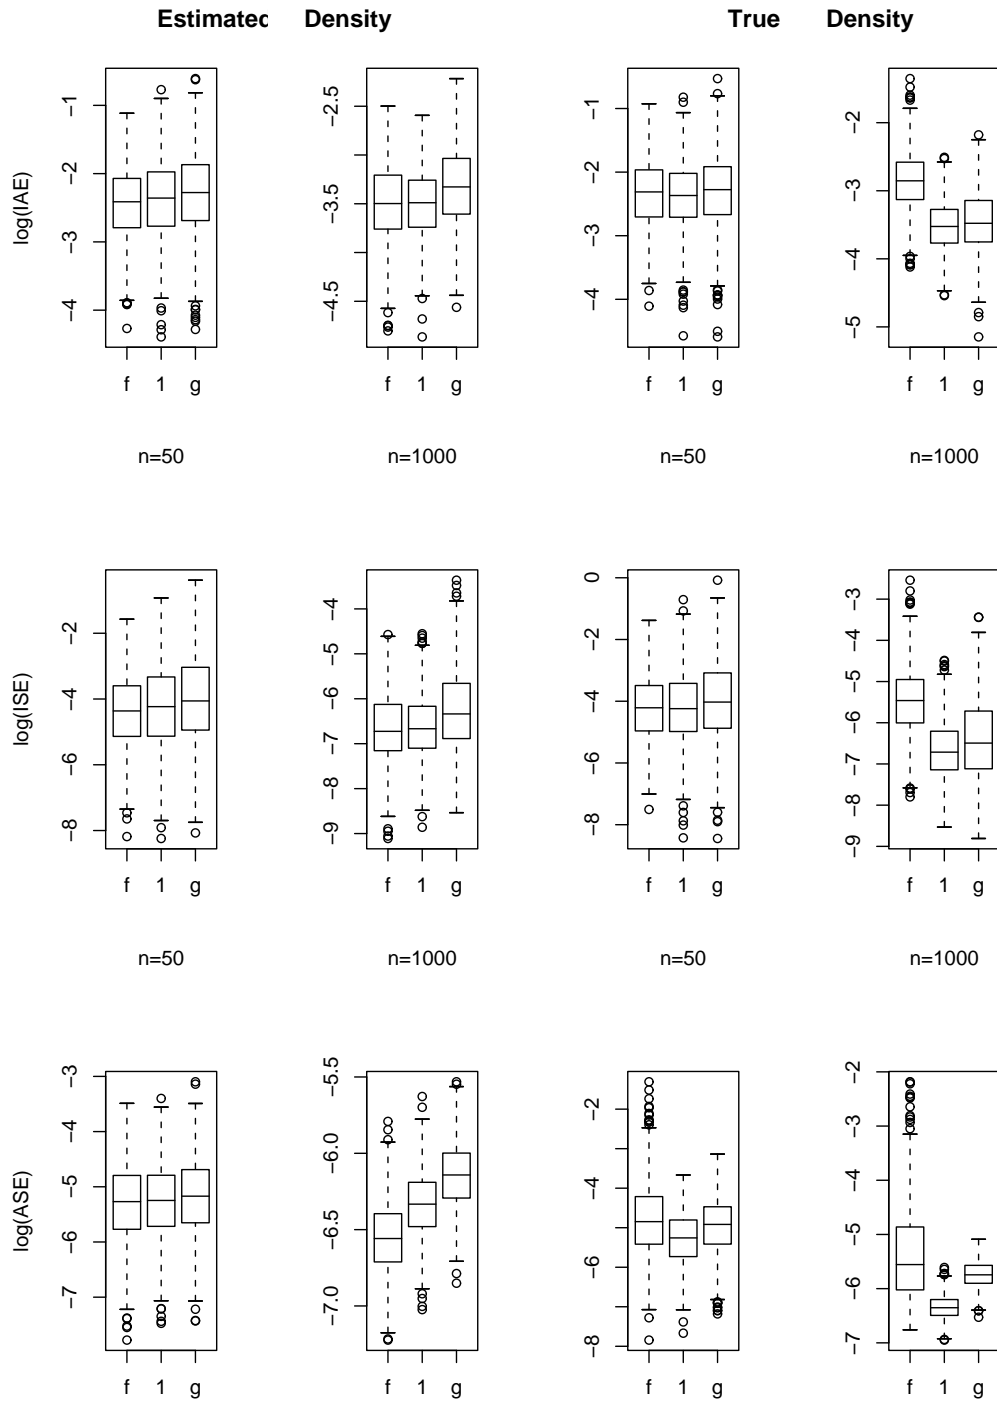 Estimated Density True Density
log(IAE)
−1
−2
−3
−4
f 1 g
n=50
−2.5
−3.5
−4.5
f 1 g
n=1000
−1
−2
−3
−4
f 1 g
n=50
−2
−3
−4
−5
f 1 g
n=1000
log(ISE)
−2
−4
−6
−8
f 1 g
n=50
−4
−5
−6
−7
−8
−9
f 1 g
n=1000
0
−2
−4
−6
−8
f 1 g
n=50
−3
−4
−5
−6
−7
−8
−9
f 1 g
n=1000
log(ASE)
−3
−4
−5
−6
−7
f 1 g
−5.5
−6.0
−6.5
−7.0
f 1 g
−2
−4
−6
−8
f 1 g
−2
−3
−4
−5
−6
−7
f 1 g